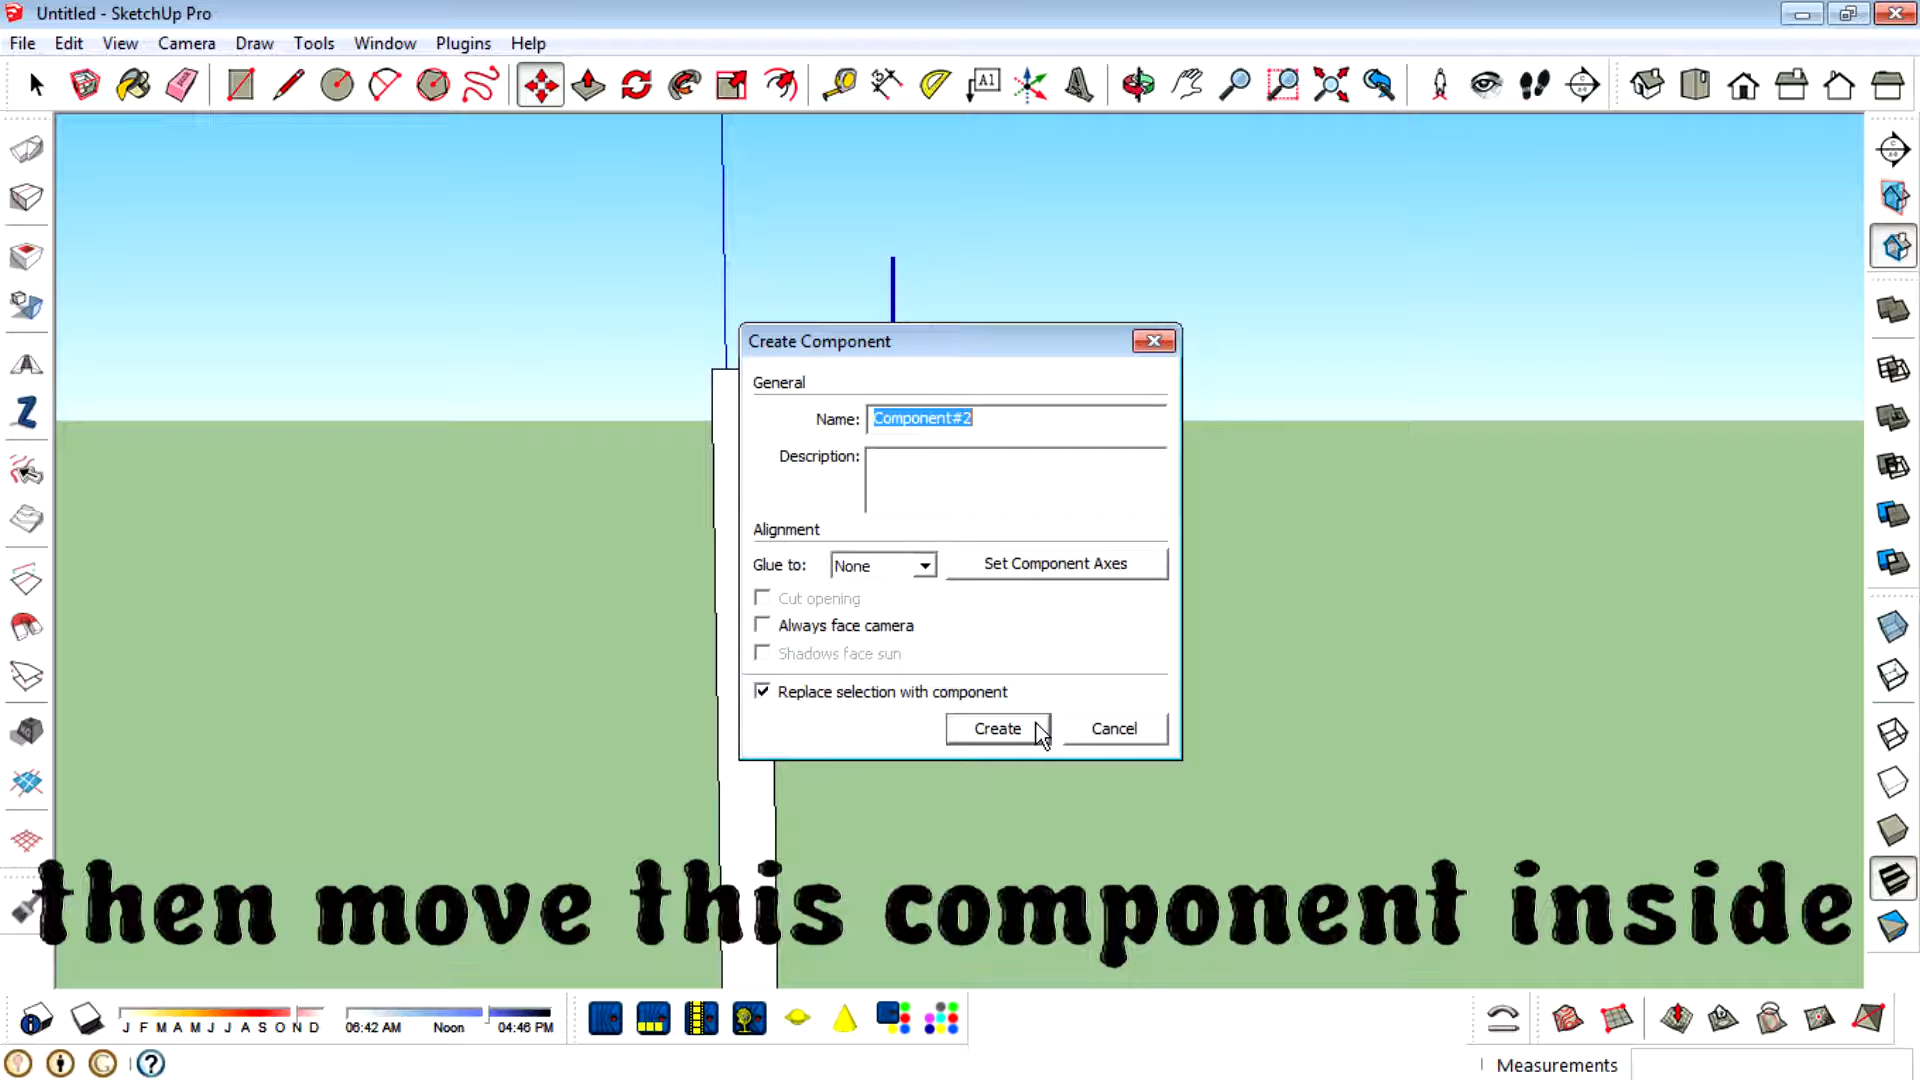 Untitled - SketchUp Pro
File Edit View Camera Draw Tools Window Plugins Help
A1
Create Component
General
Name: Component#2
Description:
Alignment
Glue to: None Set Component Axes
Cut opening
Always face camera
Shadows face sun
Replace selection with component
Create Cancel
then move this component inside
J F M A M J J A S O N D 06:42 AM Noon 04:46 PM
Measurements